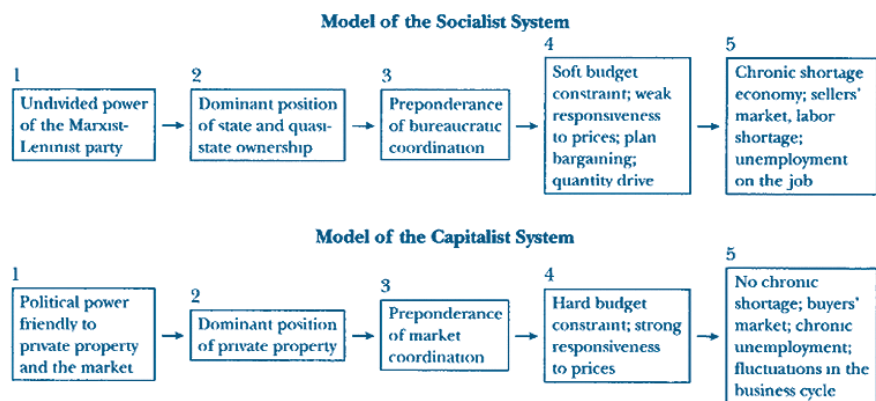 Model of the Socialist System
1
Undivided power
of the Marxist-
Leninist party
2
Dominant position
of state and quasi-
state ownership
3
Preponderance
of bureaucratic
coordination
4
Soft budget
constraint; weak
responsiveness
to prices; plan
bargaining;
quantity drive
5
Chronic shortage
economy; sellers'
market, labor
shortage;
unemployment
on the job
Model of the Capitalist System
1
Political power
friendly to
private property
and the market
2
Dominant position
of private property
3
Preponderance
of market
coordination
4
Hard budget
constraint; strong
responsiveness
to prices
5
No chronic
shortage; buyers'
market; chronic
unemployment;
fluctuations in the
business cycle